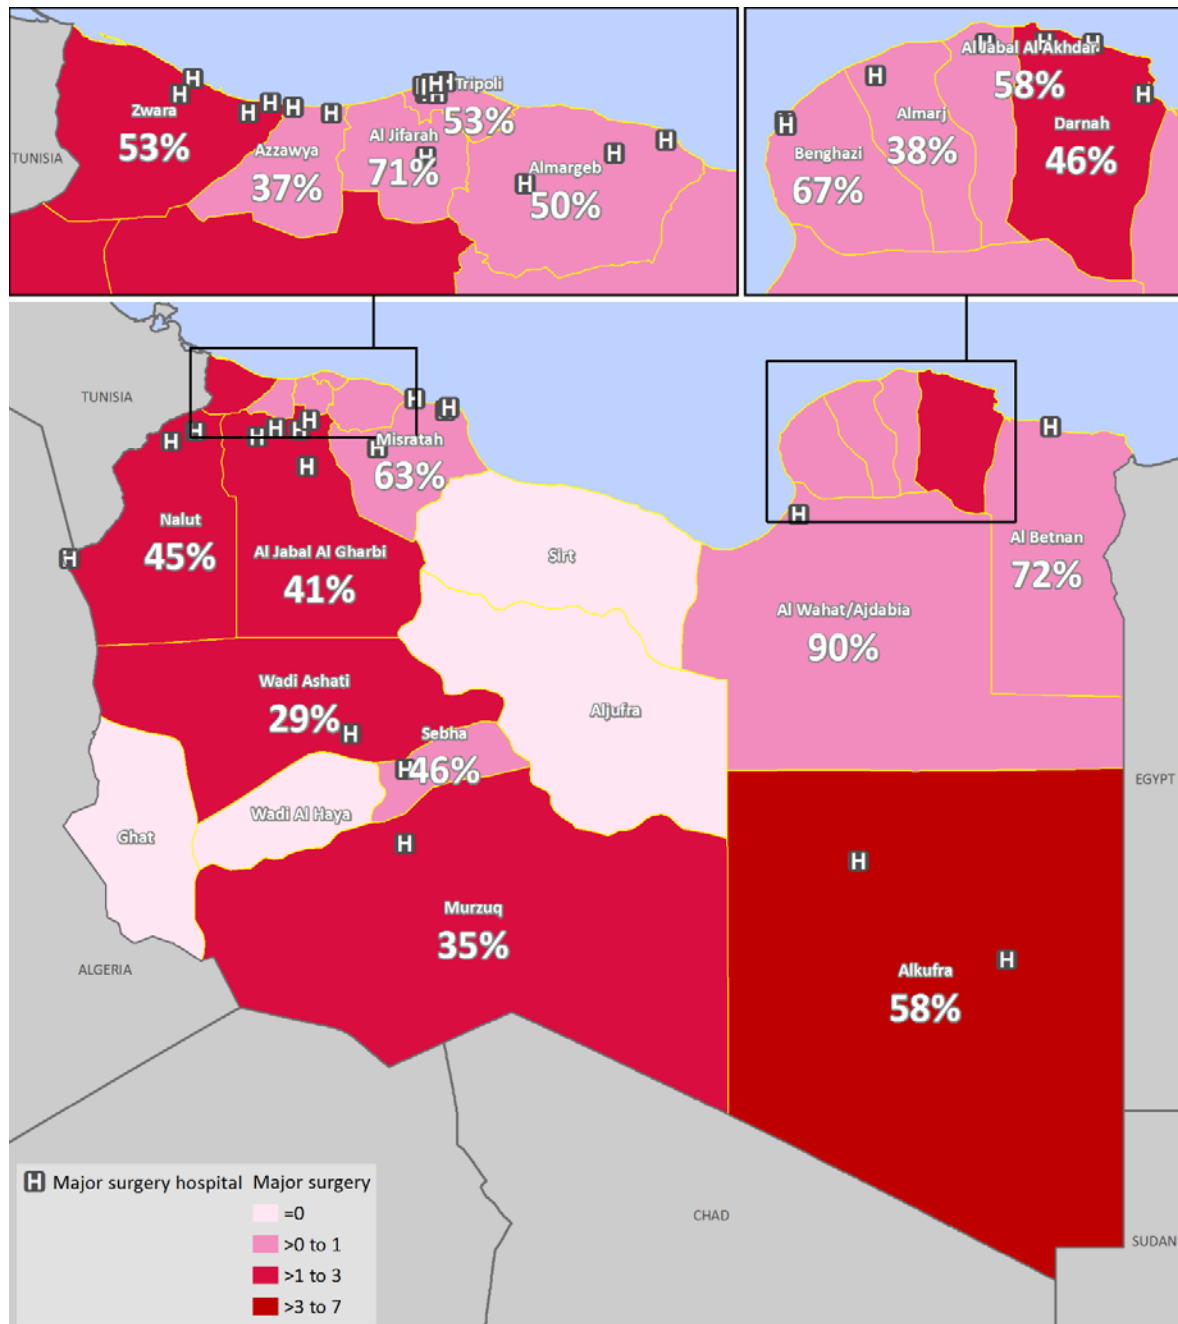 Zwara
53%
TUNISIA
Azzawya
37%
Al Jifarah
71%
Tripoli
53%
Almargeb
50%
Al Jabal Al Akhdar
58%
Almarj
38%
Darnah
46%
Benghazi
67%
TUNISIA
Misratah
63%
Nalut
45%
Al Jabal Al Gharbi
41%
Sirt
Al Betnan
72%
Al Wahat/Ajdabia
90%
Wadi Ashati
29%
Sebha
46%
Aljufra
EGYPT
Wadi Al Haya
Ghat
Murzuq
35%
ALGERIA
Alkufra
58%
H Major surgery hospital Major surgery
=0
>0 to 1
>1 to 3
>3 to 7
CHAD
SUDAN